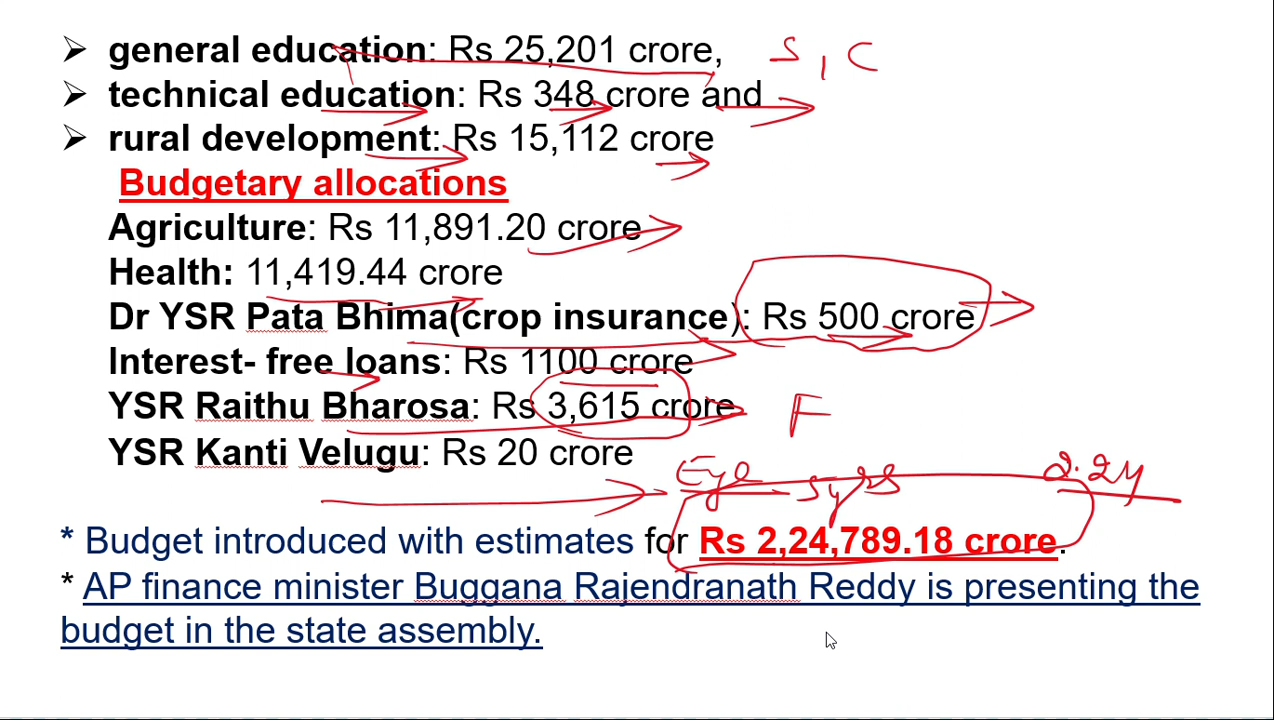 ➢ general education: Rs 25,201 crore, S, C
➢ technical education: Rs 348 crore and
➢ rural development: Rs 15,112 crore
Budgetary allocations
Agriculture: Rs 11,891.20 crore
Health: 11,419.44 crore
Dr YSR Pata Bhima(crop insurance): Rs 500 crore
Interest- free loans: Rs 1100 crore
YSR Raithu Bharosa: Rs 3,615 crore F
YSR Kanti Velugu: Rs 20 crore
Eye 5yrs 2.24
* Budget introduced with estimates for Rs 2,24,789.18 crore.
* AP finance minister Buggana Rajendranath Reddy is presenting the
budget in the state assembly.